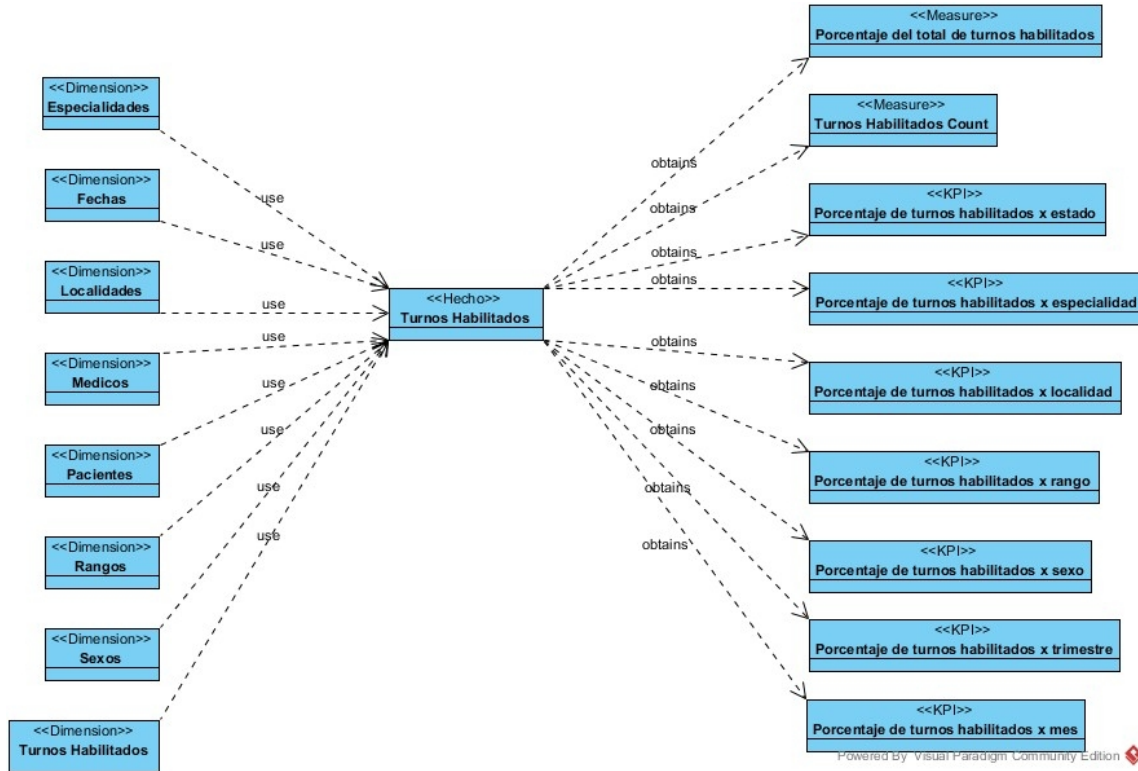 <<Dimension>>
Especialidades
<<Dimension>>
Fechas
<<Dimension>>
Localidades
<<Dimension>>
Medicos
<<Dimension>>
Pacientes
<<Dimension>>
Rangos
<<Dimension>>
Sexos
<<Dimension>>
Turnos Habilitados
use
use
use
use
use
use
use
use
<<Hecho>>
Turnos Habilitados
obtains
obtains
obtains
obtains
obtains
obtains
obtains
obtains
obtains
<<Measure>>
Porcentaje del total de turnos habilitados
<<Measure>>
Turnos Habilitados Count
<<KPI>>
Porcentaje de turnos habilitados x estado
<<KPI>>
Porcentaje de turnos habilitados x especialidad
<<KPI>>
Porcentaje de turnos habilitados x localidad
<<KPI>>
Porcentaje de turnos habilitados x rango
<<KPI>>
Porcentaje de turnos habilitados x sexo
<<KPI>>
Porcentaje de turnos habilitados x trimestre
<<KPI>>
Porcentaje de turnos habilitados x mes
Powered By Visual Paradigm Community Edition